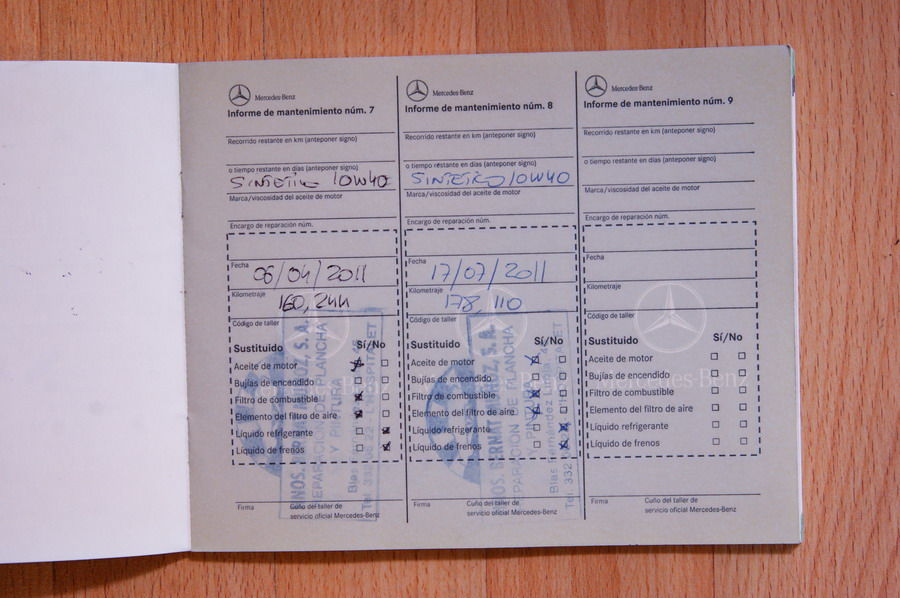 Mercedes-Benz
Informe de mantenimiento núm. 7
Recorrido restante en km (anteponer signo)
o tiempo restante en días (anteponer signo)
SINTETICO 10W40
Marca/viscosidad del aceite de motor
Encargo de reparación núm.
Fecha
06/04/2011
Kilometraje
160,244
Código de taller
Sustituido Sí/No
Aceite de motor
Bujías de encendido
Filtro de combustible
Elemento del filtro de aire
Líquido refrigerante
Líquido de frenos
Firma
Cuño del taller de
servicio oficial Mercedes-Benz
Mercedes-Benz
Informe de mantenimiento núm. 8
Recorrido restante en km (anteponer signo)
o tiempo restante en días (anteponer signo)
SINTETICO 10W40
Marca/viscosidad del aceite de motor
Encargo de reparación núm.
Fecha
17/07/2011
Kilometraje
178,110
Código de taller
Sustituido Sí/No
Aceite de motor
Bujías de encendido
Filtro de combustible
Elemento del filtro de aire
Líquido refrigerante
Líquido de frenos
Firma
Cuño del taller de
servicio oficial Mercedes-Benz
Mercedes-Benz
Informe de mantenimiento núm. 9
Recorrido restante en km (anteponer signo)
o tiempo restante en días (anteponer signo)
Marca/viscosidad del aceite de motor
Encargo de reparación núm.
Fecha
Kilometraje
Código de taller
Sustituido Sí/No
Aceite de motor
Bujías de encendido
Filtro de combustible
Elemento del filtro de aire
Líquido refrigerante
Líquido de frenos
Mercedes-Benz
Firma
Cuño del taller de
servicio oficial Mercedes-Benz